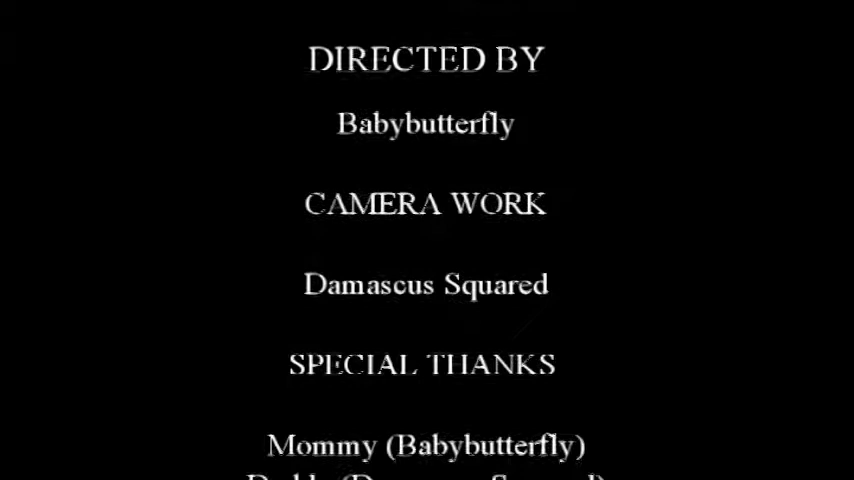 DIRECTED BY
Babybutterfly
CAMERA WORK
Damascus Squared
SPECIAL THANKS
Mommy (Babybutterfly)